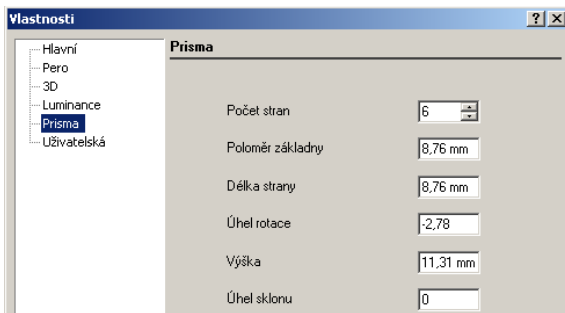 Vlastnosti
Hlavní
Pero
3D
Luminance
Prisma
Uživatelská
Prisma
Počet stran 6
Poloměr základny 8,76 mm
Délka strany 8,76 mm
Úhel rotace -2,78
Výška 11,31 mm
Úhel sklonu 0